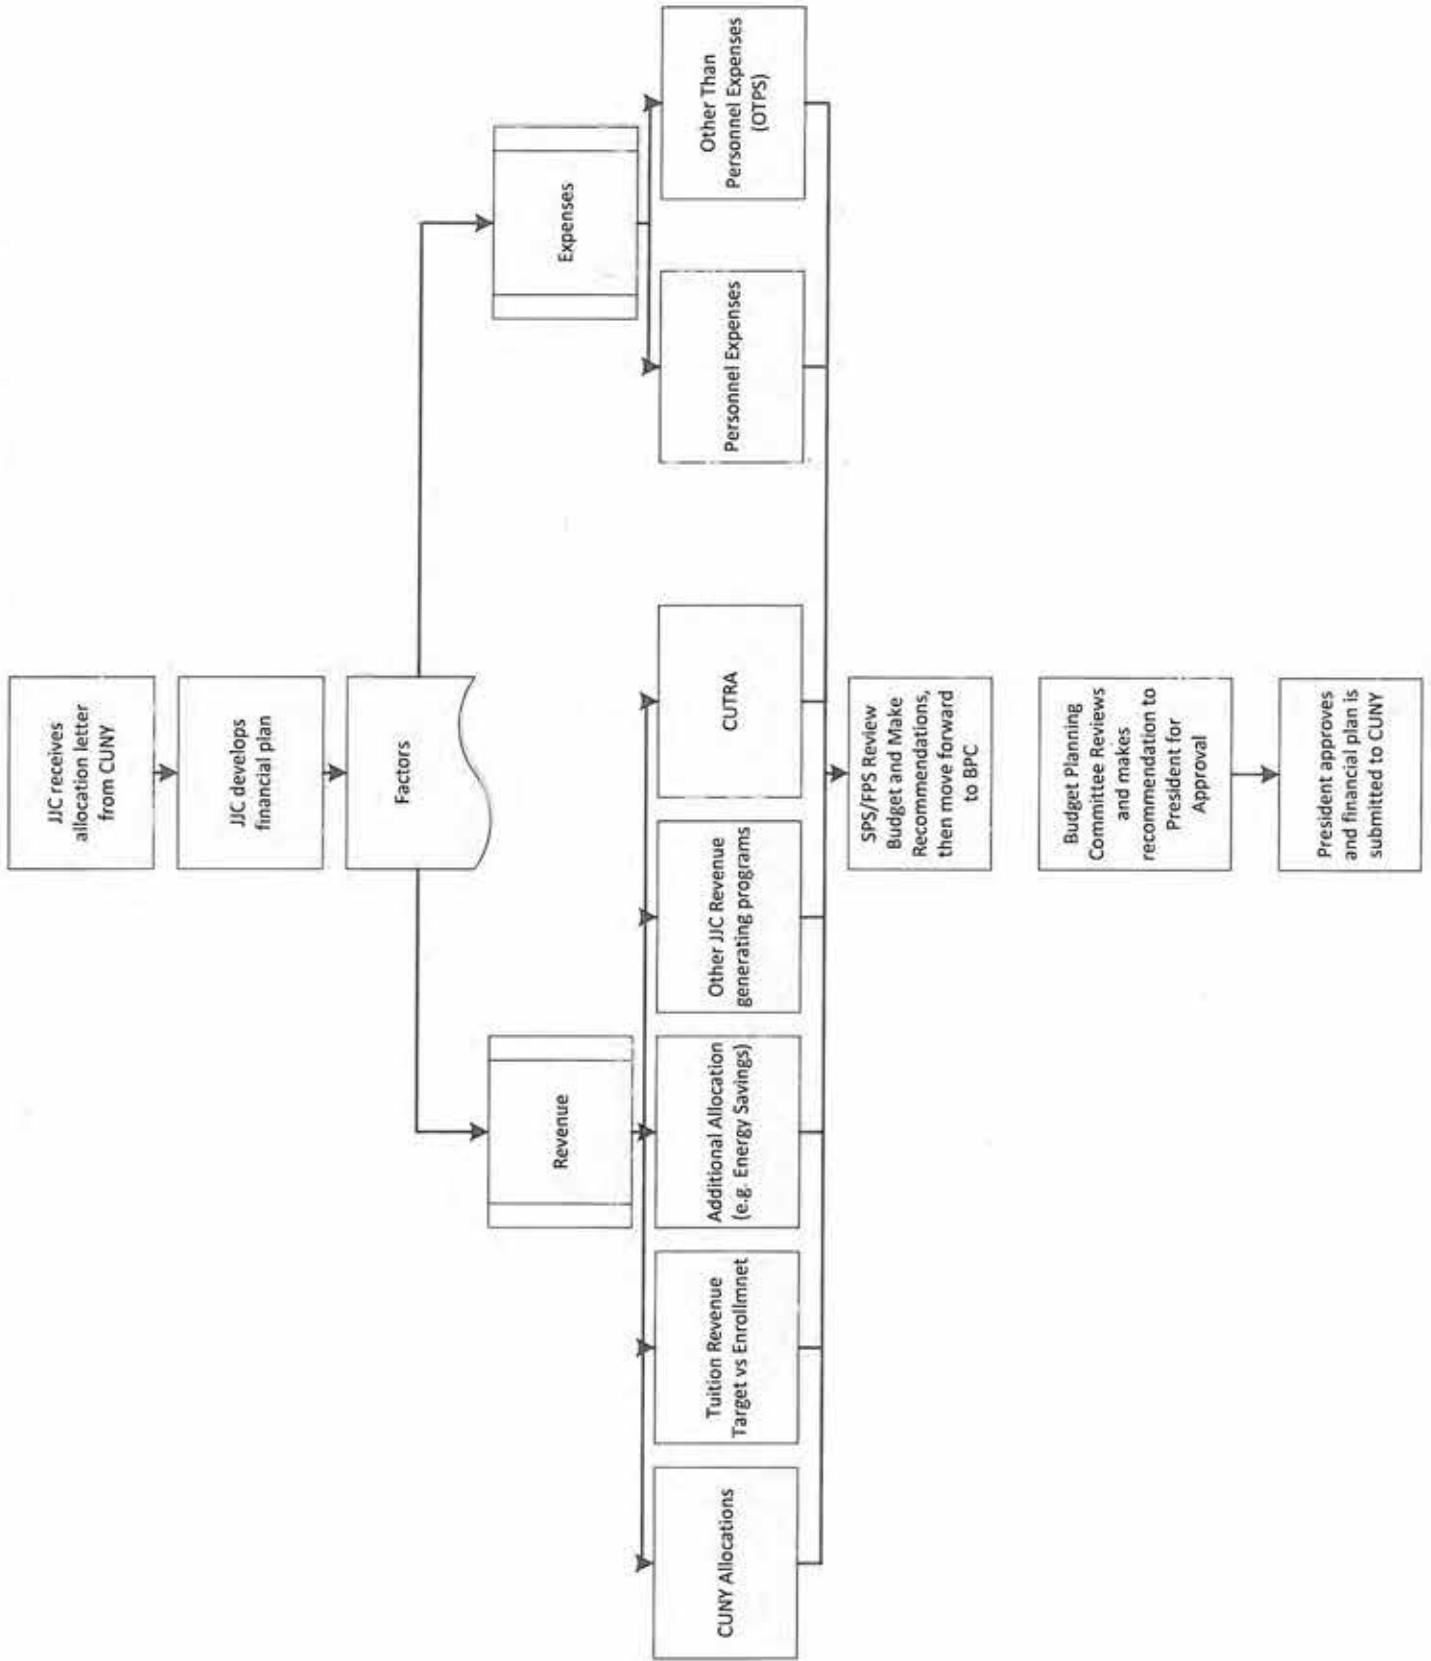 JJC receives
allocation letter
from CUNY
JJC develops
financial plan
Factors
Revenue
Expenses
CUNY Allocations
Tuition Revenue
Target vs Enrollmnet
Additional Allocation
(e.g. Energy Savings)
Other JJC Revenue
generating programs
CUTRA
Personnel Expenses
Other Than
Personnel Expenses
(OTPS)
SPS/FPS Review
Budget and Make
Recommendations,
then move forward
to BPC
Budget Planning
Committee Reviews
and makes
recommendation to
President for
Approval
President approves
and financial plan is
submitted to CUNY